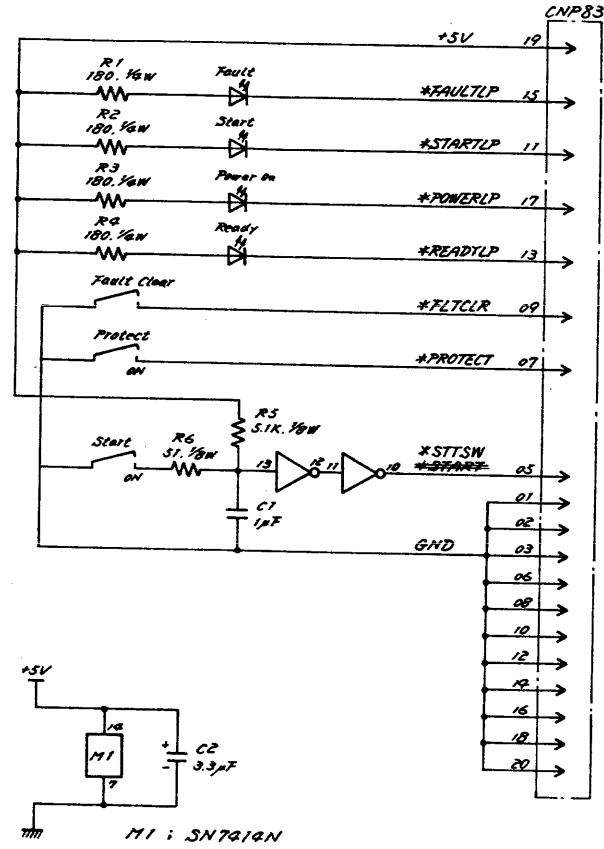 CNP83
+5V 19
R1
180. 1/4W
Fault
*FAULTLP 15
R2
180. 1/4W
Start
*STARTLP 11
R3
180. 1/4W
Power on
*POWERLP 17
R4
180. 1/4W
Ready
*READYLP 13
Fault Clear
*FLTCLR 09
Protect
ON
*PROTECT 07
R5
5.1K. 1/8W
Start
ON
R6
51. 1/8W
13 12 11 10
*STTSW
*START
05
C1
1μF
01
02
GND 03
06
08
10
12
14
16
18
20
+5V
14
M1
7
+
-
C2
3.3μF
M1 ; SN7414N